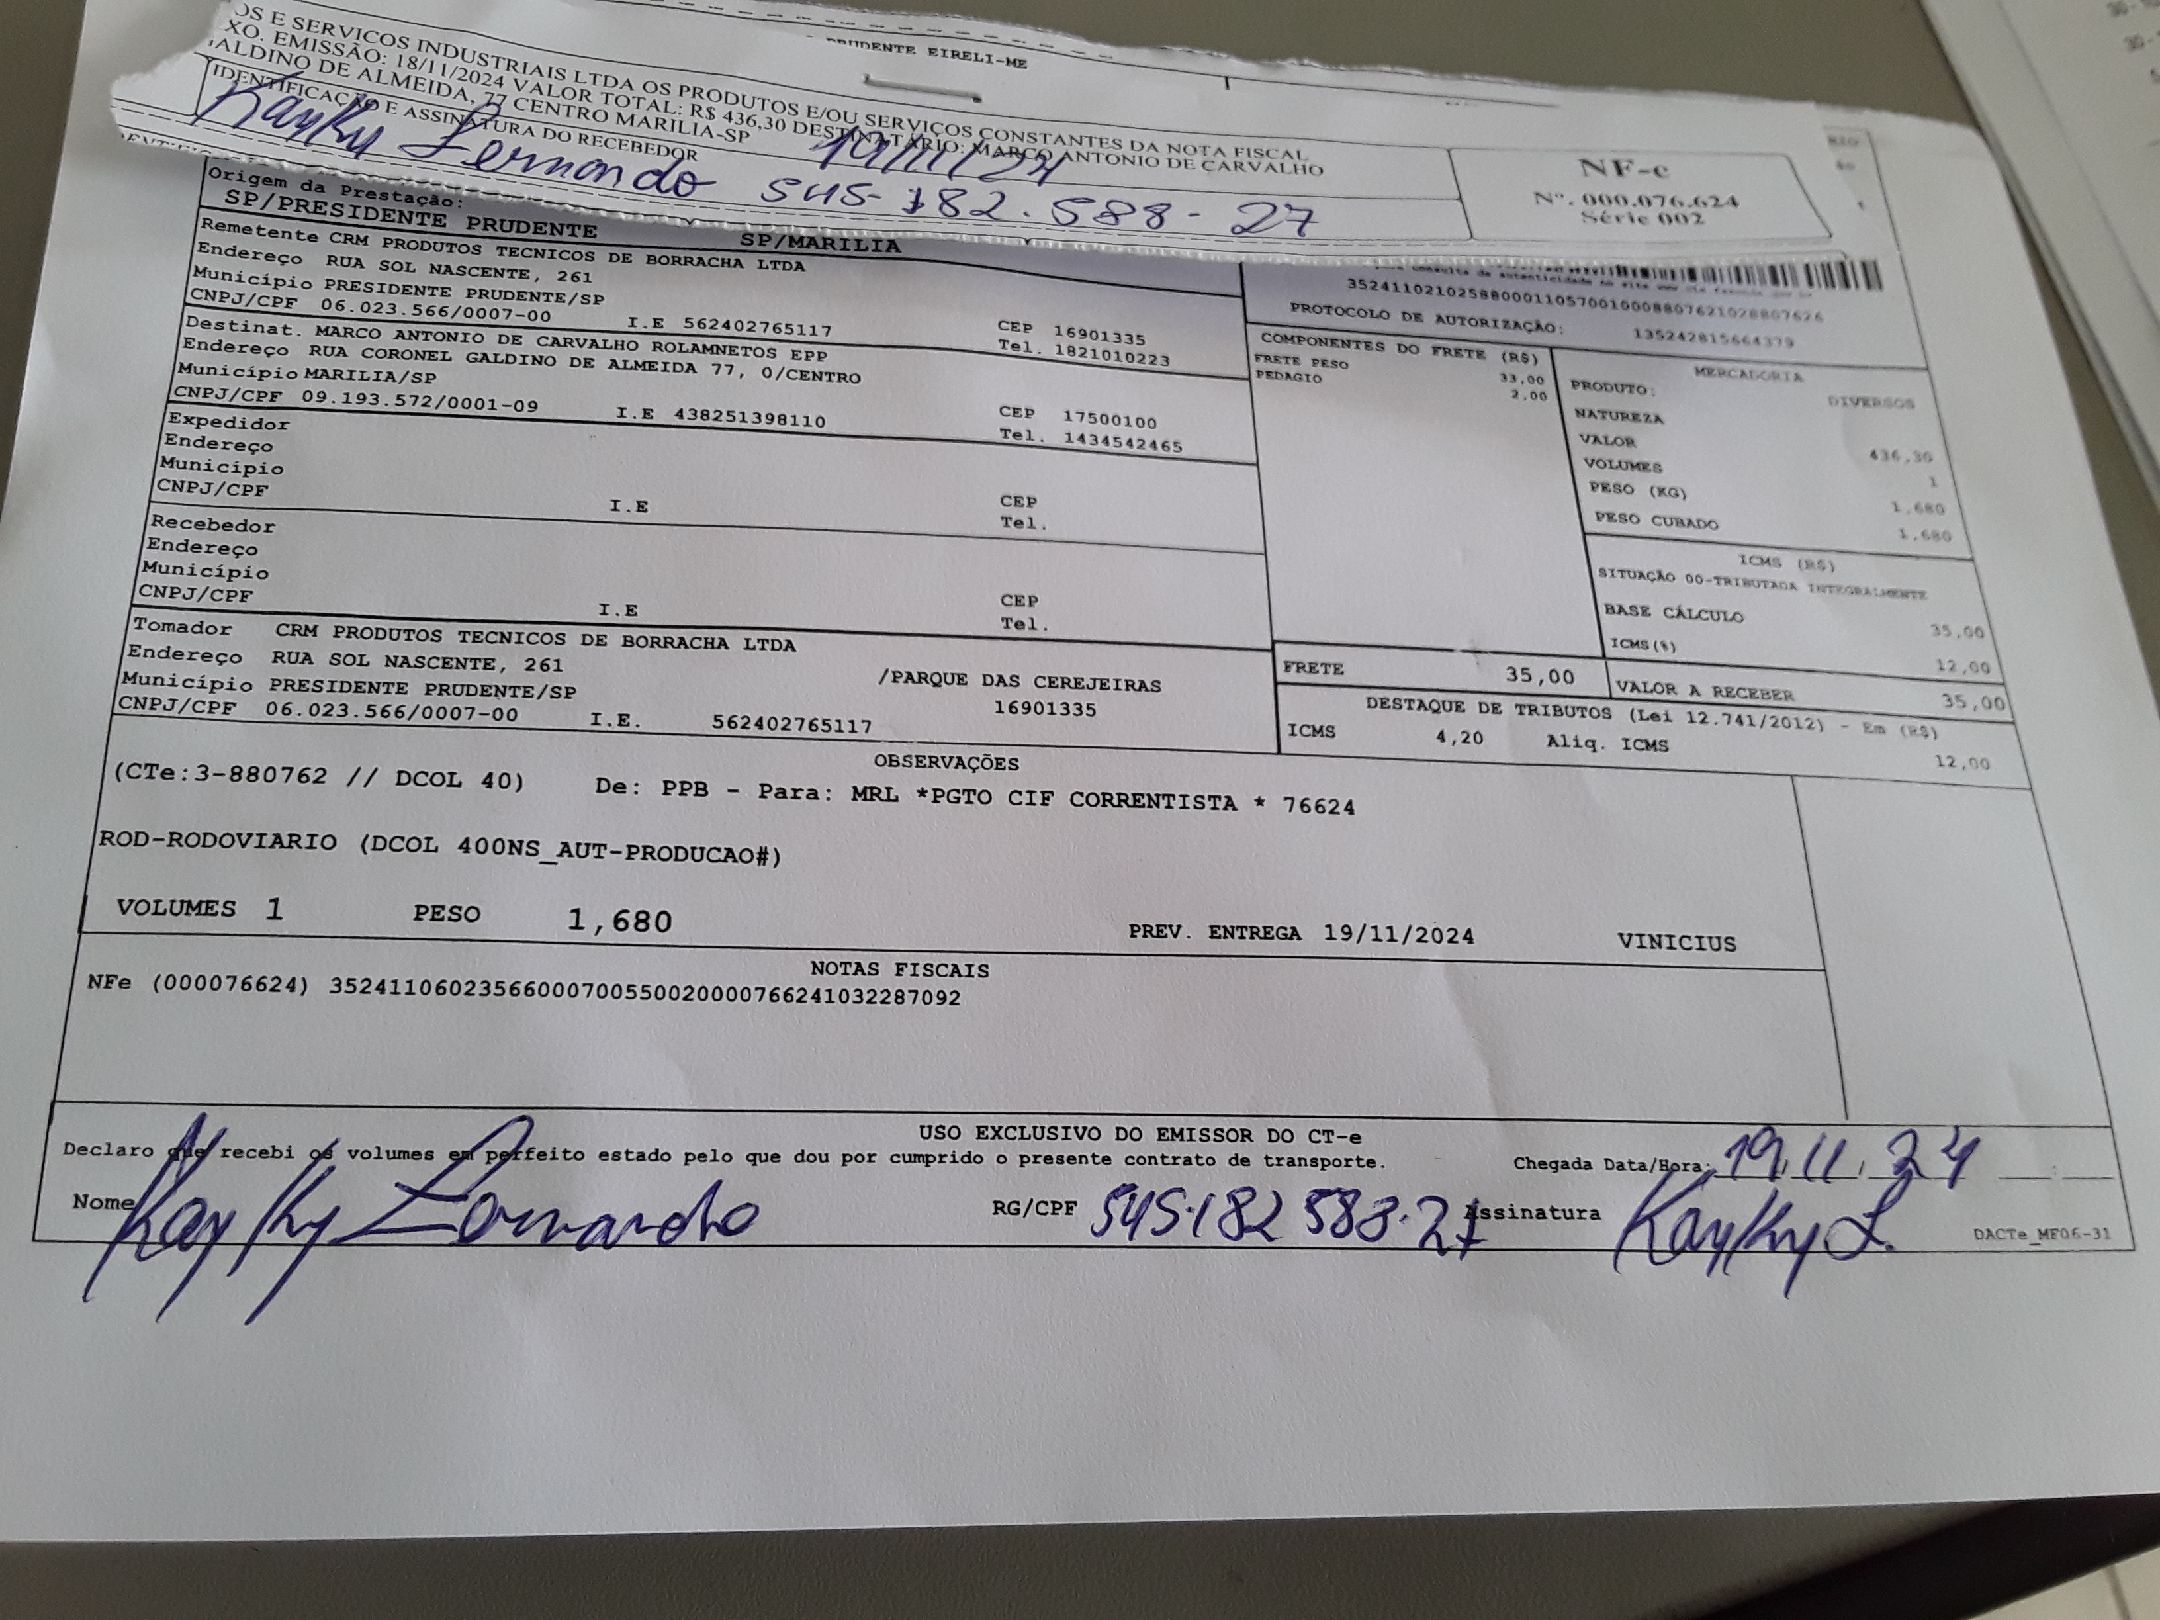 PRUDENTE EIRELI-ME
OS E SERVICOS INDUSTRIAIS LTDA OS PRODUTOS E/OU SERVIÇOS CONSTANTES DA NOTA FISCAL
XO. EMISSÃO: 18/11/2024 VALOR TOTAL: R$ 436,30 DESTINATÁRIO: MARCO ANTONIO DE CARVALHO
ALDINO DE ALMEIDA, 77 CENTRO MARILIA-SP
IDENTIFICAÇÃO E ASSINATURA DO RECEBEDOR
19/11/24
Kayky Fernando 545-182.588-27
NF-e
Nº. 000.076.624
Série 002
Origem da Prestação:
SP/PRESIDENTE PRUDENTE SP/MARILIA
Remetente CRM PRODUTOS TECNICOS DE BORRACHA LTDA
Endereço RUA SOL NASCENTE, 261
Município PRESIDENTE PRUDENTE/SP CEP 16901335
CNPJ/CPF 06.023.566/0007-00 I.E 562402765117 Tel. 1821010223
Destinat. MARCO ANTONIO DE CARVALHO ROLAMNETOS EPP
Endereço RUA CORONEL GALDINO DE ALMEIDA 77, 0/CENTRO
Município MARILIA/SP CEP 17500100
CNPJ/CPF 09.193.572/0001-09 I.E 438251398110 Tel. 1434542465
Expedidor
Endereço
Município CEP
CNPJ/CPF I.E Tel.
Recebedor
Endereço
Município CEP
CNPJ/CPF I.E Tel.
Tomador CRM PRODUTOS TECNICOS DE BORRACHA LTDA
Endereço RUA SOL NASCENTE, 261 /PARQUE DAS CEREJEIRAS
Município PRESIDENTE PRUDENTE/SP 16901335
CNPJ/CPF 06.023.566/0007-00 I.E. 562402765117
35241102102588000110570010008807621028807626
PROTOCOLO DE AUTORIZAÇÃO: 135242815664379
COMPONENTES DO FRETE (R$)
FRETE PESO 33,00
PEDAGIO 2,00
MERCADORIA
PRODUTO: DIVERSOS
NATUREZA
VALOR 436,30
VOLUMES 1
PESO (KG) 1,680
PESO CUBADO 1,680
ICMS (R$)
SITUAÇÃO 00-TRIBUTADA INTEGRALMENTE
BASE CÁLCULO 35,00
ICMS(%) 12,00
FRETE 35,00 VALOR A RECEBER 35,00
DESTAQUE DE TRIBUTOS (Lei 12.741/2012) - Em (R$)
ICMS 4,20 Aliq. ICMS 12,00
OBSERVAÇÕES
(CTe:3-880762 // DCOL 40) De: PPB - Para: MRL *PGTO CIF CORRENTISTA * 76624
ROD-RODOVIARIO (DCOL 400NS_AUT-PRODUCAO#)
VOLUMES 1 PESO 1,680 PREV. ENTREGA 19/11/2024 VINICIUS
NOTAS FISCAIS
NFe (000076624) 35241106023566000700550020000766241032287092
USO EXCLUSIVO DO EMISSOR DO CT-e
Declaro que recebi os volumes em perfeito estado pelo que dou por cumprido o presente contrato de transporte. Chegada Data/Hora: 19/11/24
Nome Kayky Fernando RG/CPF 545.182 588.27 Assinatura Kayky F.
DACTe_MF06-31